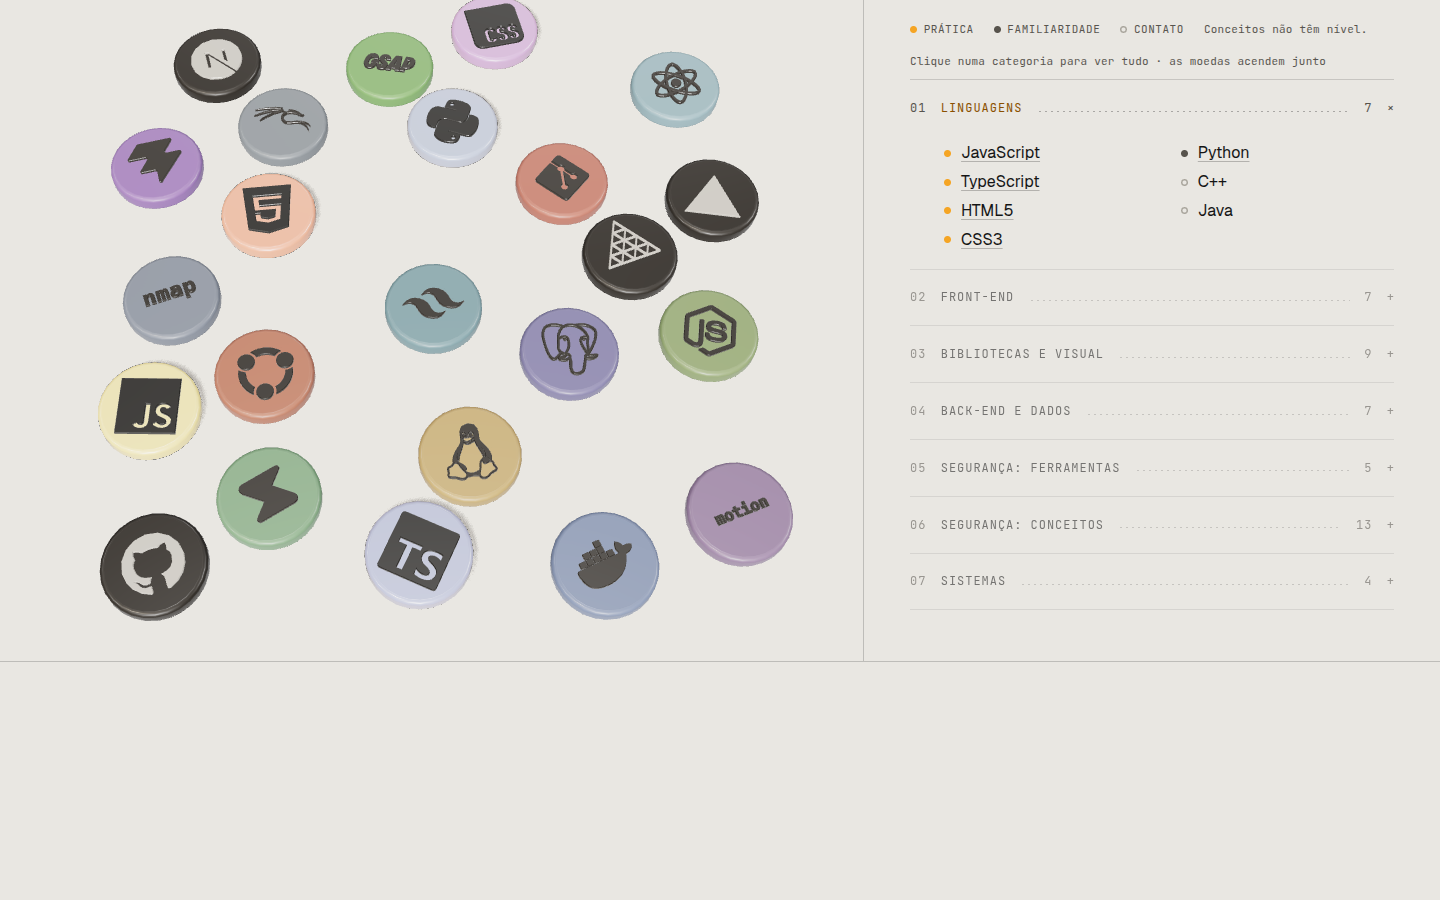 CSS
GSAP
nmap
JS
JS
TS
motion
PRÁTICA FAMILIARIDADE CONTATO Conceitos não têm nível.
Clique numa categoria para ver tudo · as moedas acendem junto
01 LINGUAGENS 7 ×
JavaScript
TypeScript
HTML5
CSS3
Python
C++
Java
02 FRONT-END 7 +
03 BIBLIOTECAS E VISUAL 9 +
04 BACK-END E DADOS 7 +
05 SEGURANÇA: FERRAMENTAS 5 +
06 SEGURANÇA: CONCEITOS 13 +
07 SISTEMAS 4 +